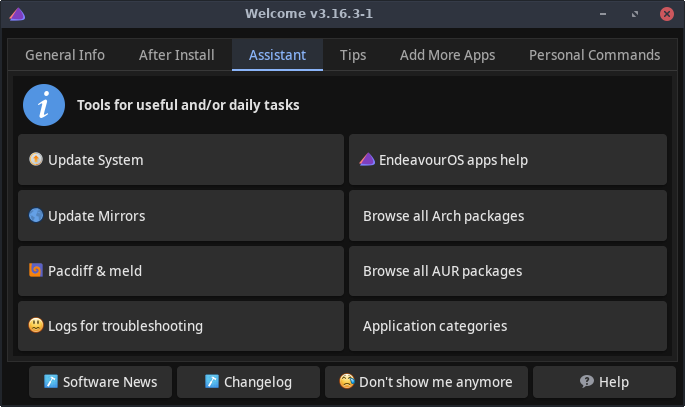 Welcome v3.16.3-1
General Info After Install Assistant Tips Add More Apps Personal Commands
Tools for useful and/or daily tasks
Update System EndeavourOS apps help
Update Mirrors Browse all Arch packages
Pacdiff & meld Browse all AUR packages
Logs for troubleshooting Application categories
Software News Changelog Don't show me anymore Help